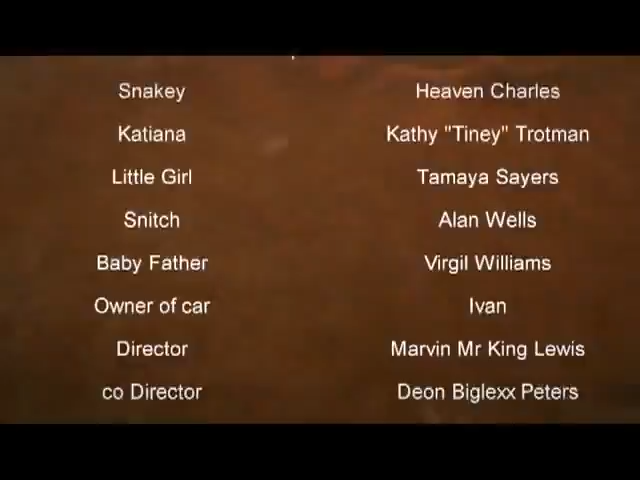 Snakey Heaven Charles
Katiana Kathy "Tiney" Trotman
Little Girl Tamaya Sayers
Snitch Alan Wells
Baby Father Virgil Williams
Owner of car Ivan
Director Marvin Mr King Lewis
co Director Deon Biglexx Peters